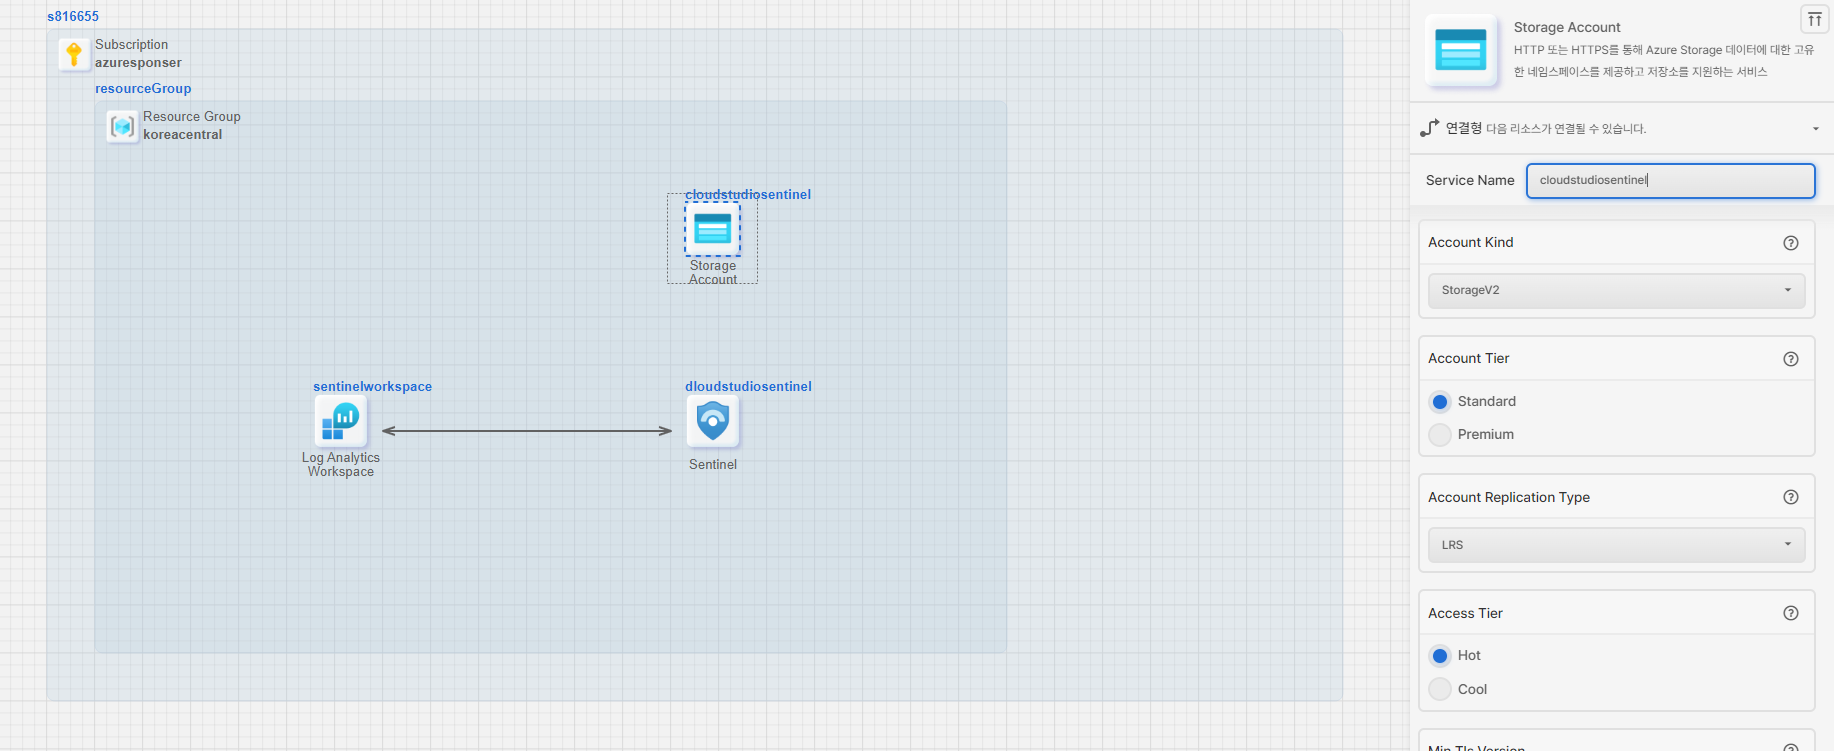 s816655
Subscription
azuresponser
resourceGroup
Resource Group
koreacentral
cloudstudiosentinel
Storage
Account
sentinelworkspace
Log Analytics
Workspace
dloudstudiosentinel
Sentinel
Storage Account
HTTP 또는 HTTPS를 통해 Azure Storage 데이터에 대한 고유
한 네임스페이스를 제공하고 저장소를 지원하는 서비스
연결형 다음 리소스가 연결될 수 있습니다.
Service Name cloudstudiosentinel
Account Kind
StorageV2
Account Tier
Standard
Premium
Account Replication Type
LRS
Access Tier
Hot
Cool
Min Tls Version